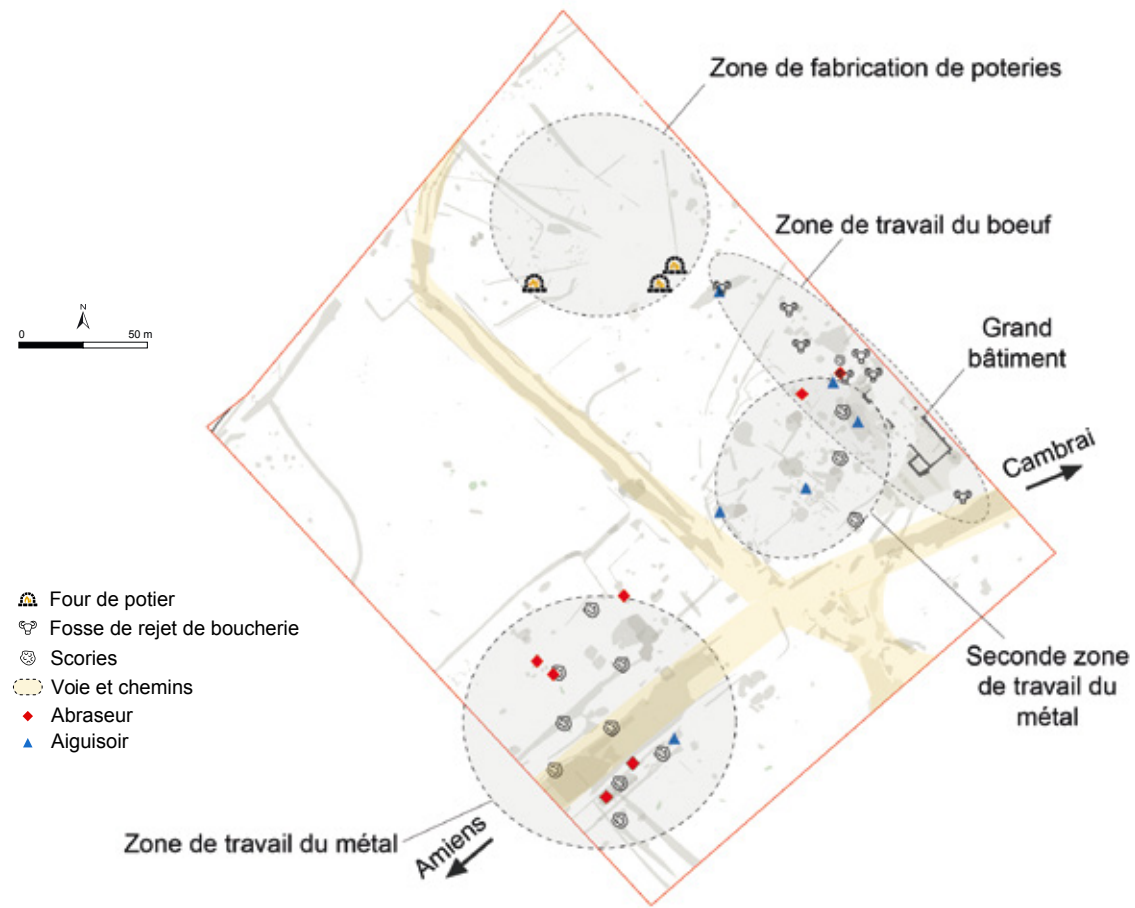 Zone de fabrication de poteries
Zone de travail du boeuf
Grand
bâtiment
Cambrai
N
0 50 m
Four de potier
Fosse de rejet de boucherie
Scories
Voie et chemins
Abraseur
Aiguisoir
Seconde zone
de travail du
métal
Zone de travail du métal
Amiens